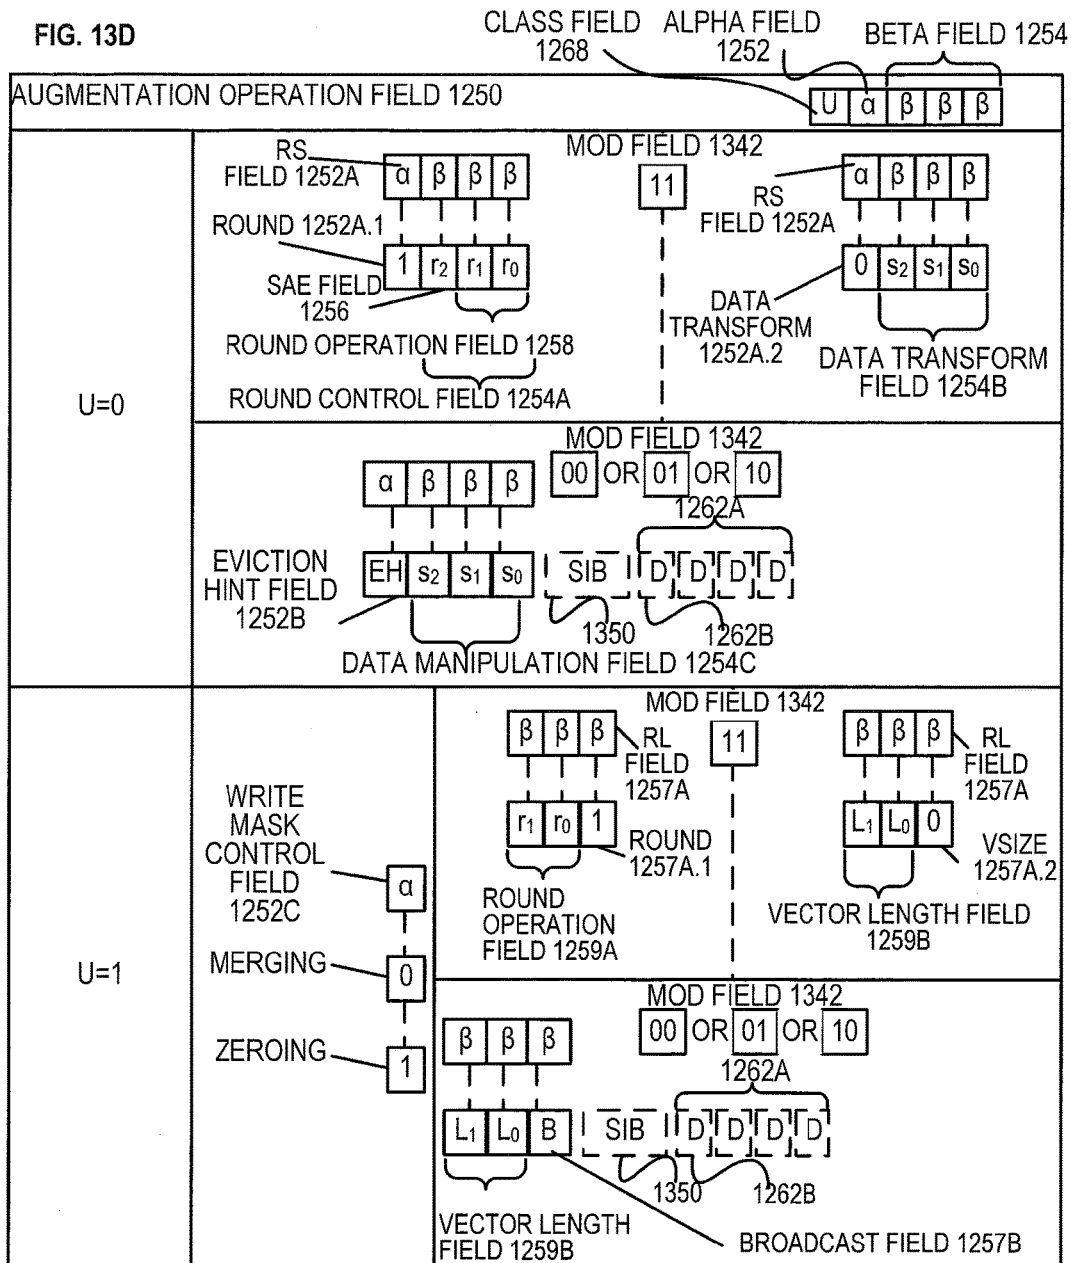 FIG. 13D
CLASS FIELD 1268
ALPHA FIELD 1252
BETA FIELD 1254
AUGMENTATION OPERATION FIELD 1250
U α β β β
U=0
RS FIELD 1252A
α β β β
ROUND 1252A.1
1 r2 r1 r0
SAE FIELD 1256
ROUND OPERATION FIELD 1258
ROUND CONTROL FIELD 1254A
MOD FIELD 1342
11
α β β β
RS FIELD 1252A
0 s2 s1 s0
DATA TRANSFORM 1252A.2
DATA TRANSFORM FIELD 1254B
MOD FIELD 1342
00 OR 01 OR 10
α β β β
1262A
EVICTION HINT FIELD 1252B
EH s2 s1 s0 SIB D D D D
1350
1262B
DATA MANIPULATION FIELD 1254C
U=1
WRITE MASK CONTROL FIELD 1252C
α
MERGING
0
ZEROING
1
MOD FIELD 1342
11
β β β
RL FIELD 1257A
r1 r0 1
ROUND 1257A.1
ROUND OPERATION FIELD 1259A
β β β
RL FIELD 1257A
L1 L0 0
VSIZE 1257A.2
VECTOR LENGTH FIELD 1259B
MOD FIELD 1342
00 OR 01 OR 10
β β β
1262A
L1 L0 B SIB D D D D
1350
1262B
VECTOR LENGTH FIELD 1259B
BROADCAST FIELD 1257B